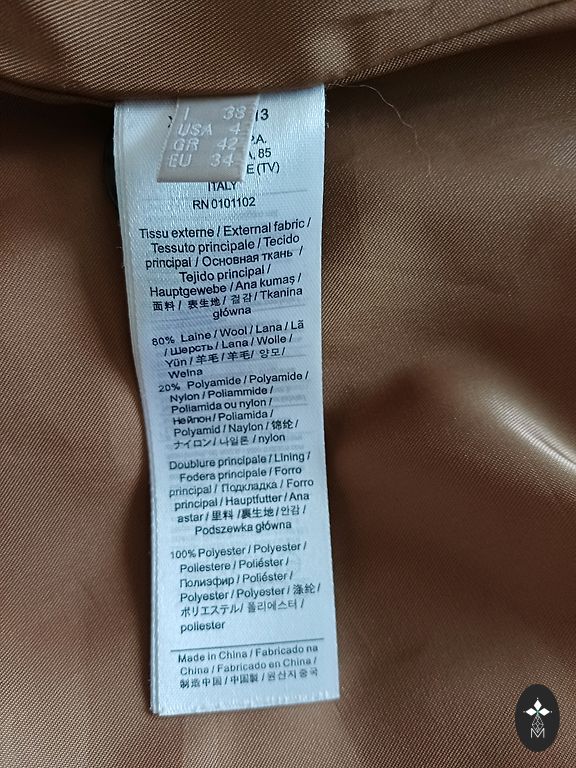 I 38
USA 4
GR 42
EU 34
13
P.A.
A, 85
E (TV)
ITALY
RN 0101102
Tissu externe / External fabric /
Tessuto principale / Tecido
principal / Основная ткань /
Tejido principal /
Hauptgewebe / Ana kumaş /
面料 / 表生地 / 겉감 / Tkanina
główna
80% Laine / Wool / Lana / Lã
/ Шерсть / Lana / Wolle /
Yün / 羊毛 / 羊毛 / 양모 /
Wełna
20% Polyamide / Polyamide /
Nylon / Poliammide /
Poliamida ou nylon /
Нейлон / Poliamida /
Polyamid / Naylon / 锦纶 /
ナイロン / 나일론 / nylon
Doublure principale / Lining /
Fodera principale / Forro
principal / Подкладка / Forro
principal / Hauptfutter / Ana
astar / 里料 / 裏生地 / 안감 /
Podszewka główna
100% Polyester / Polyester /
Poliestere / Poliéster /
Полиэфир / Poliéster /
Polyester / Polyester / 涤纶 /
ポリエステル / 폴리에스터 /
poliester
Made in China / Fabricado na
China / Fabricado en China /
制造中国 / 中国製 / 원산지중국
M